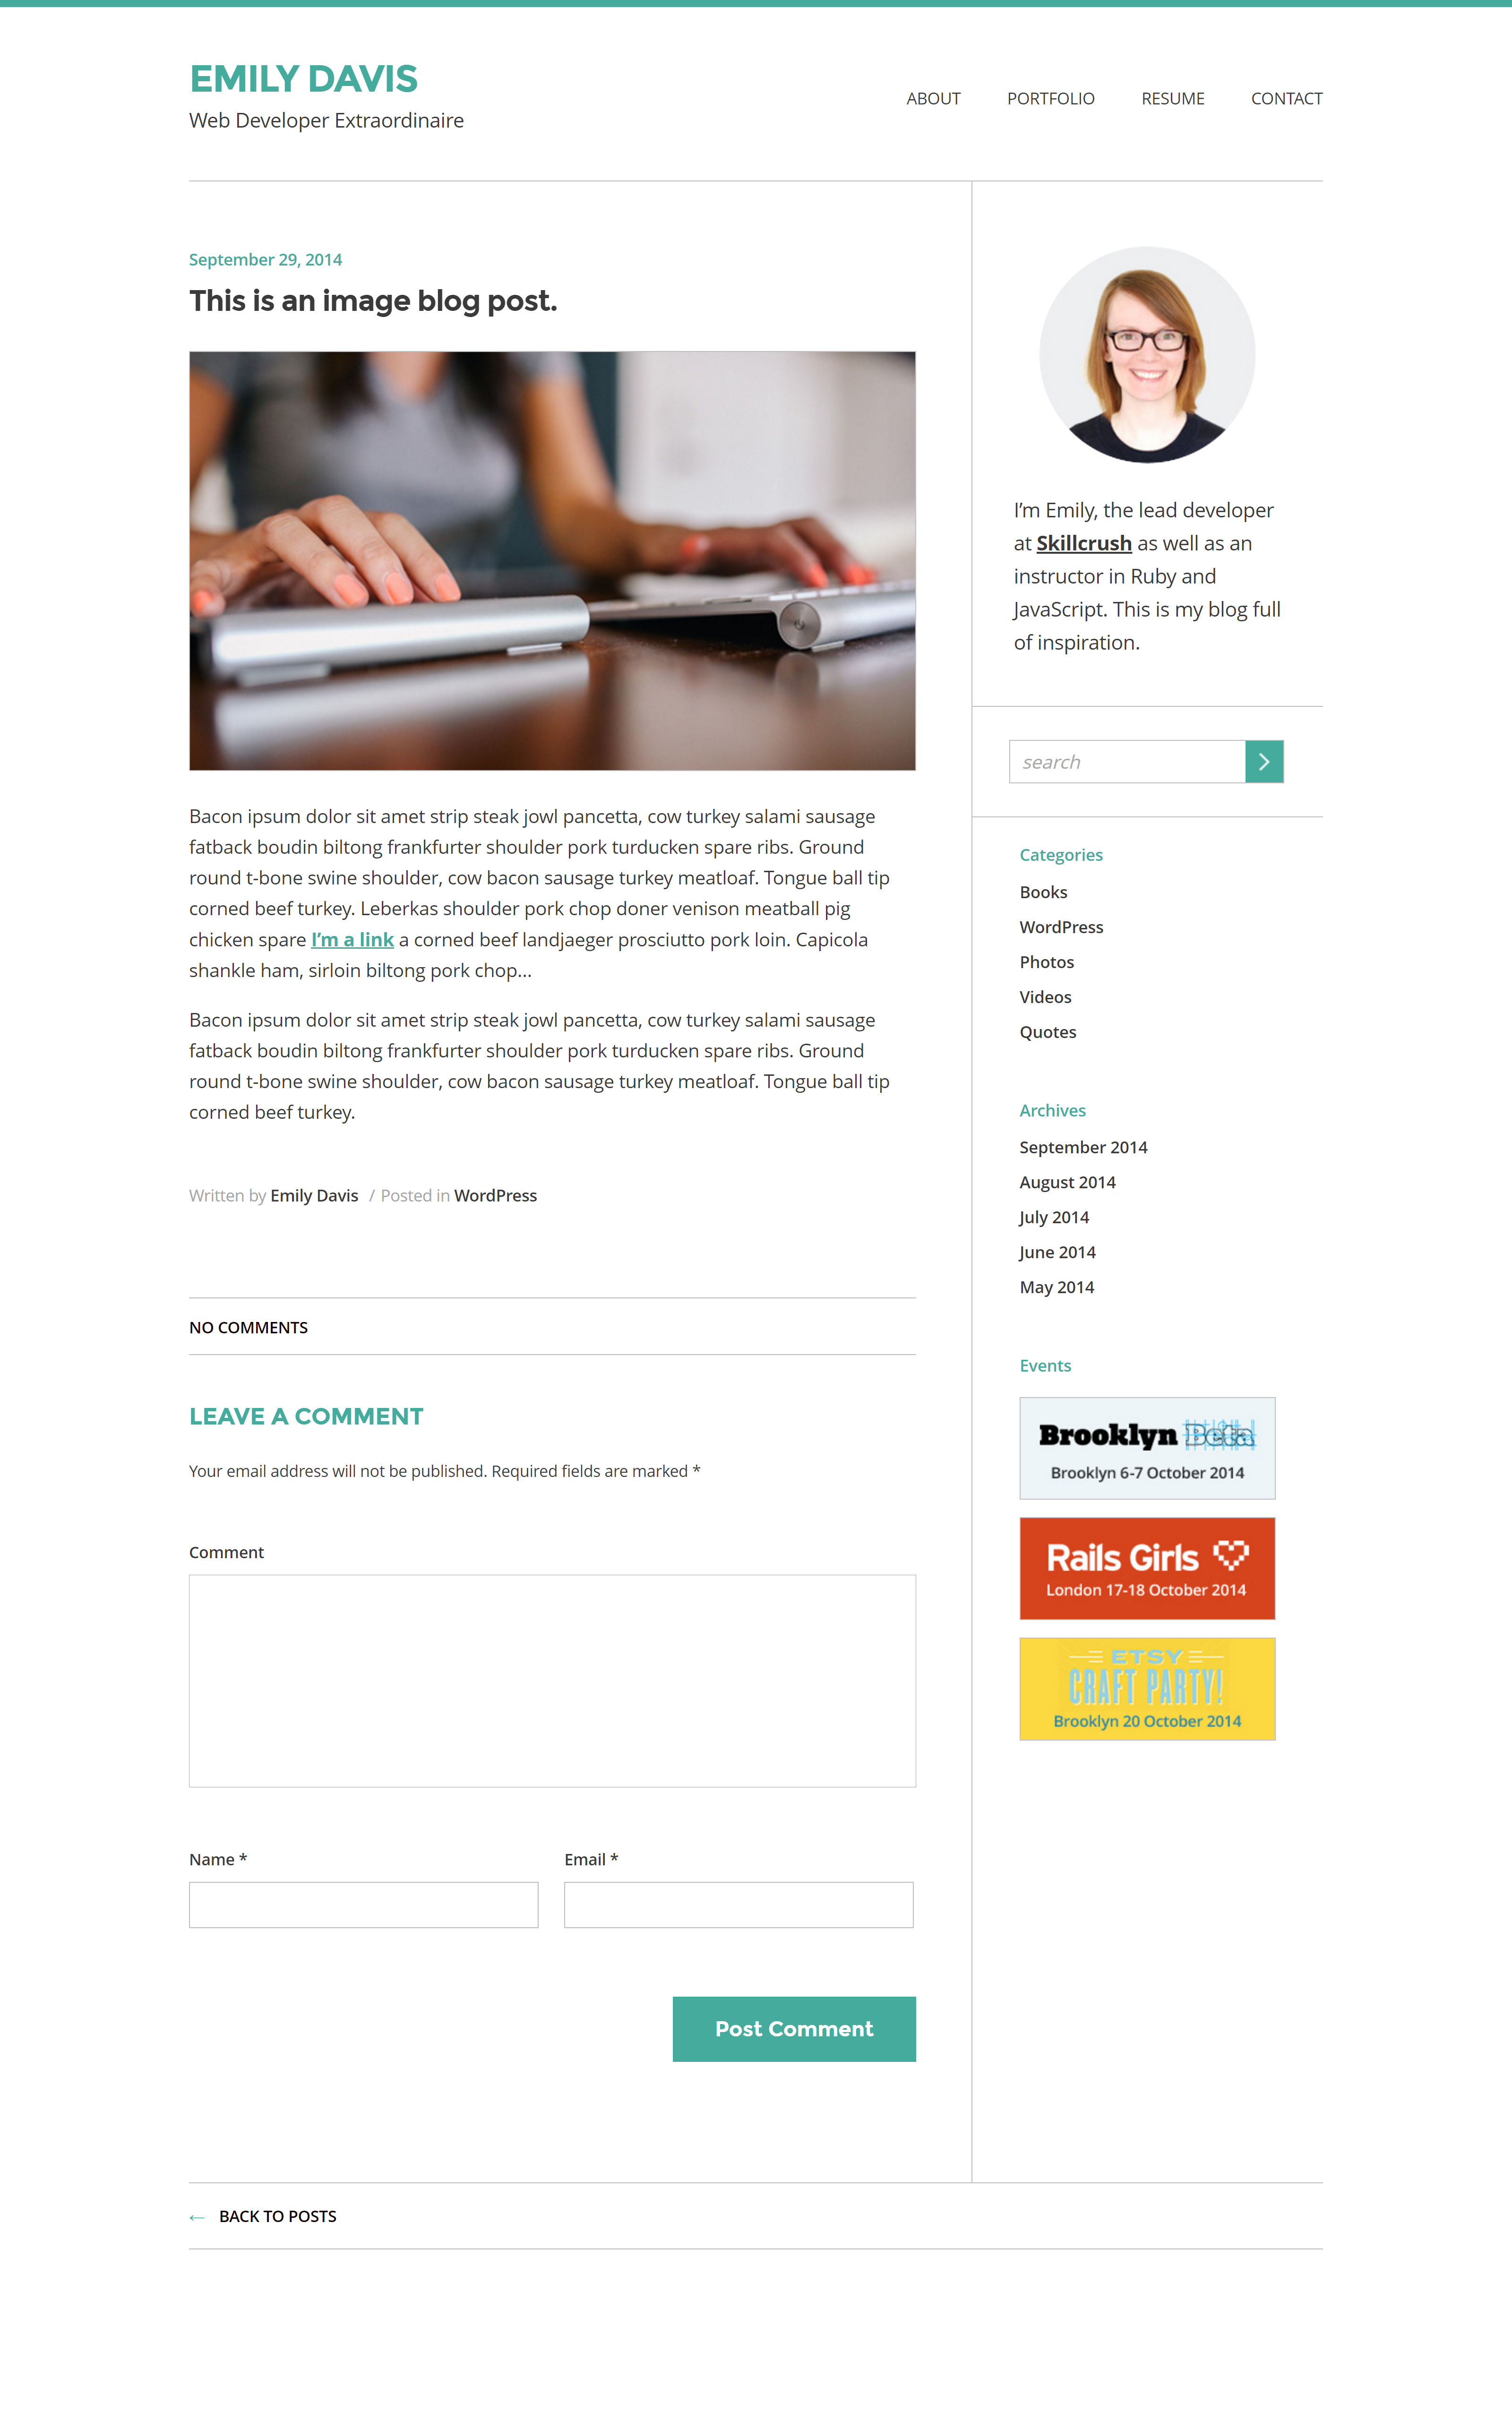 EMILY DAVIS
Web Developer Extraordinaire
ABOUT PORTFOLIO RESUME CONTACT
September 29, 2014
This is an image blog post.
Bacon ipsum dolor sit amet strip steak jowl pancetta, cow turkey salami sausage
fatback boudin biltong frankfurter shoulder pork turducken spare ribs. Ground
round t-bone swine shoulder, cow bacon sausage turkey meatloaf. Tongue ball tip
corned beef turkey. Leberkas shoulder pork chop doner venison meatball pig
chicken spare I’m a link a corned beef landjaeger prosciutto pork loin. Capicola
shankle ham, sirloin biltong pork chop...
Bacon ipsum dolor sit amet strip steak jowl pancetta, cow turkey salami sausage
fatback boudin biltong frankfurter shoulder pork turducken spare ribs. Ground
round t-bone swine shoulder, cow bacon sausage turkey meatloaf. Tongue ball tip
corned beef turkey.
Written by Emily Davis / Posted in WordPress
NO COMMENTS
LEAVE A COMMENT
Your email address will not be published. Required fields are marked *
Comment
Name * Email *
Post Comment
← BACK TO POSTS
I’m Emily, the lead developer
at Skillcrush as well as an
instructor in Ruby and
JavaScript. This is my blog full
of inspiration.
search
Categories
Books
WordPress
Photos
Videos
Quotes
Archives
September 2014
August 2014
July 2014
June 2014
May 2014
Events
Brooklyn Beta
Brooklyn 6-7 October 2014
Rails Girls
London 17-18 October 2014
ETSY
CRAFT PARTY!
Brooklyn 20 October 2014